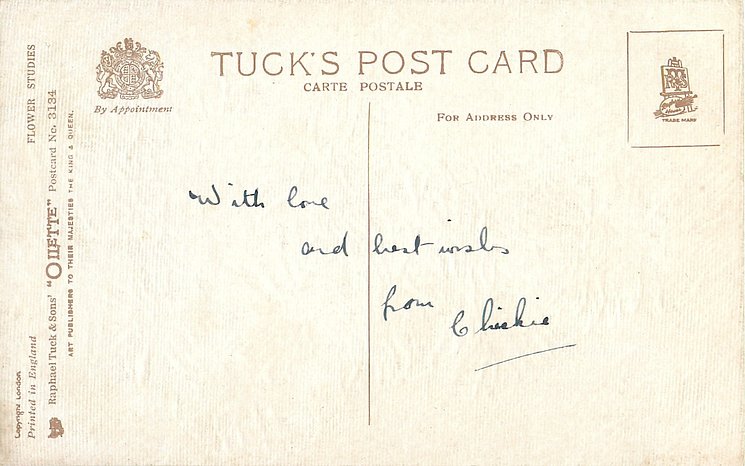 TUCK'S POST CARD
CARTE POSTALE
By Appointment
FOR ADDRESS ONLY
TRADE MARK
With love
and best wishes
from
Chickie
FLOWER STUDIES
Raphael Tuck & Sons' "OILETTE" Postcard No. 3134
ART PUBLISHERS TO THEIR MAJESTIES THE KING & QUEEN.
Copyright London
Printed in England